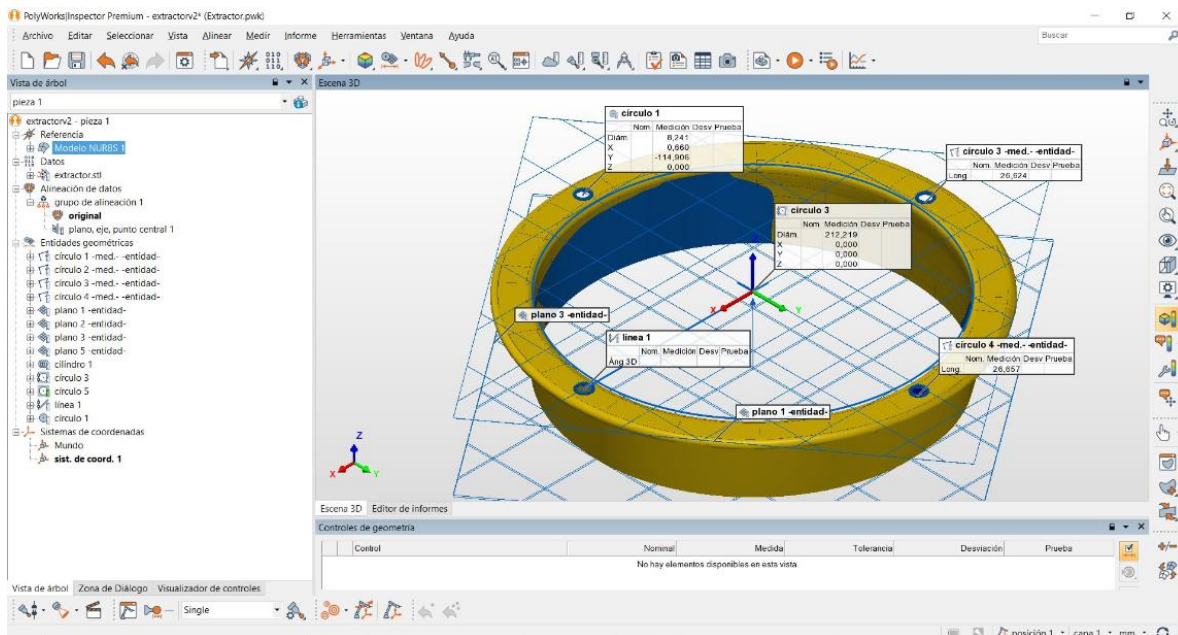 PolyWorks|Inspector Premium - extractorv2* (Extractor.pwk)
Archivo Editar Seleccionar Vista Alinear Medir Informe Herramientas Ventana Ayuda
Buscar
Vista de árbol
Escena 3D
pieza 1
extractorv2 - pieza 1
Referencia
Modelo NURBS 1
Datos
extractor.stl
Alineación de datos
grupo de alineación 1
original
plano, eje, punto central 1
Entidades geométricas
círculo 1 -med.- -entidad-
círculo 2 -med.- -entidad-
círculo 3 -med.- -entidad-
círculo 4 -med.- -entidad-
plano 1 -entidad-
plano 2 -entidad-
plano 3 -entidad-
plano 5 -entidad-
cilindro 1
círculo 3
círculo 5
línea 1
círculo 1
Sistemas de coordenadas
Mundo
sist. de coord. 1
círculo 1
Nom Medición Desv Prueba
Diám. 8,241
X 0,660
Y -114,906
Z 0,000
círculo 3 -med.- -entidad-
Nom. Medición Desv Prueba
Long. 26,624
círculo 3
Nom Medición Desv Prueba
Diám. 212,219
X 0,000
Y 0,000
Z 0,000
plano 3 -entidad-
línea 1
Nom. Medición Desv Prueba
Áng 3D
círculo 4 -med.- -entidad-
Nom. Medición Desv Prueba
Long. 26,657
plano 1 -entidad-
Z
X
Y
X
Y
Escena 3D Editor de informes
Controles de geometría
Control Nominal Medida Tolerancia Desviación Prueba
No hay elementos disponibles en esta vista.
Vista de árbol Zona de Diálogo Visualizador de controles
Single
posición 1 capa 1 mm